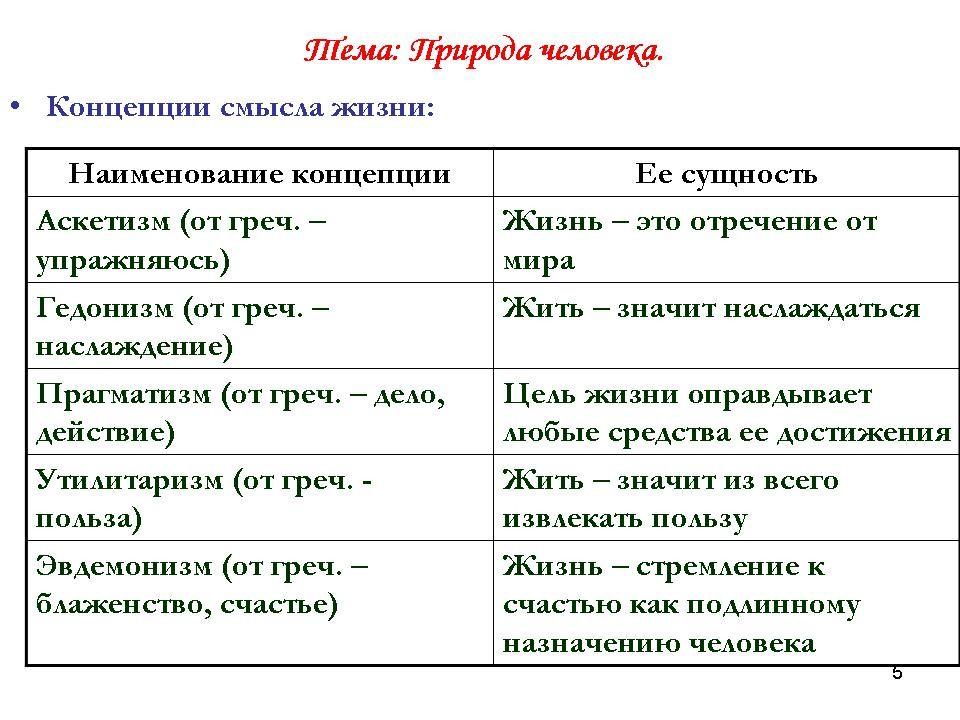 Тема: Природа человека.
• Концепции смысла жизни:
Наименование концепции
Ее сущность
Аскетизм (от греч. –
упражняюсь)
Жизнь – это отречение от
мира
Гедонизм (от греч. –
наслаждение)
Жить – значит наслаждаться
Прагматизм (от греч. – дело,
действие)
Цель жизни оправдывает
любые средства ее достижения
Утилитаризм (от греч. -
польза)
Жить – значит из всего
извлекать пользу
Эвдемонизм (от греч. –
блаженство, счастье)
Жизнь – стремление к
счастью как подлинному
назначению человека
5